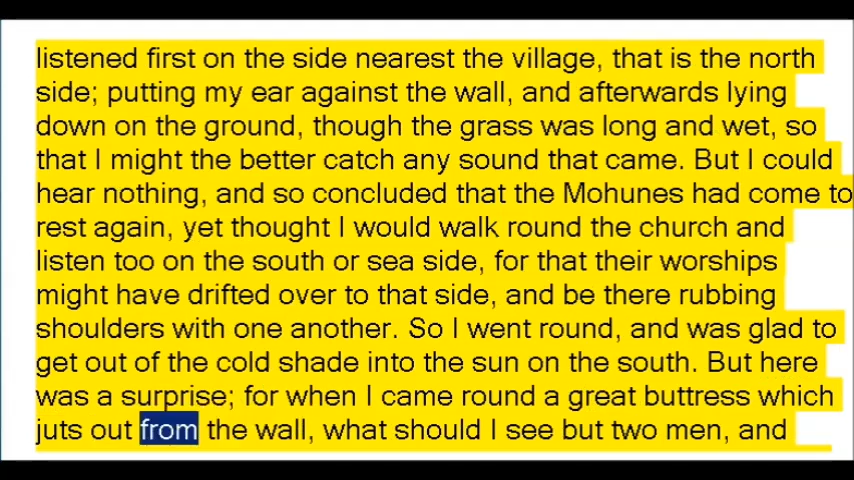 listened first on the side nearest the village, that is the north
side; putting my ear against the wall, and afterwards lying
down on the ground, though the grass was long and wet, so
that I might the better catch any sound that came. But I could
hear nothing, and so concluded that the Mohunes had come to
rest again, yet thought I would walk round the church and
listen too on the south or sea side, for that their worships
might have drifted over to that side, and be there rubbing
shoulders with one another. So I went round, and was glad to
get out of the cold shade into the sun on the south. But here
was a surprise; for when I came round a great buttress which
juts out from the wall, what should I see but two men, and